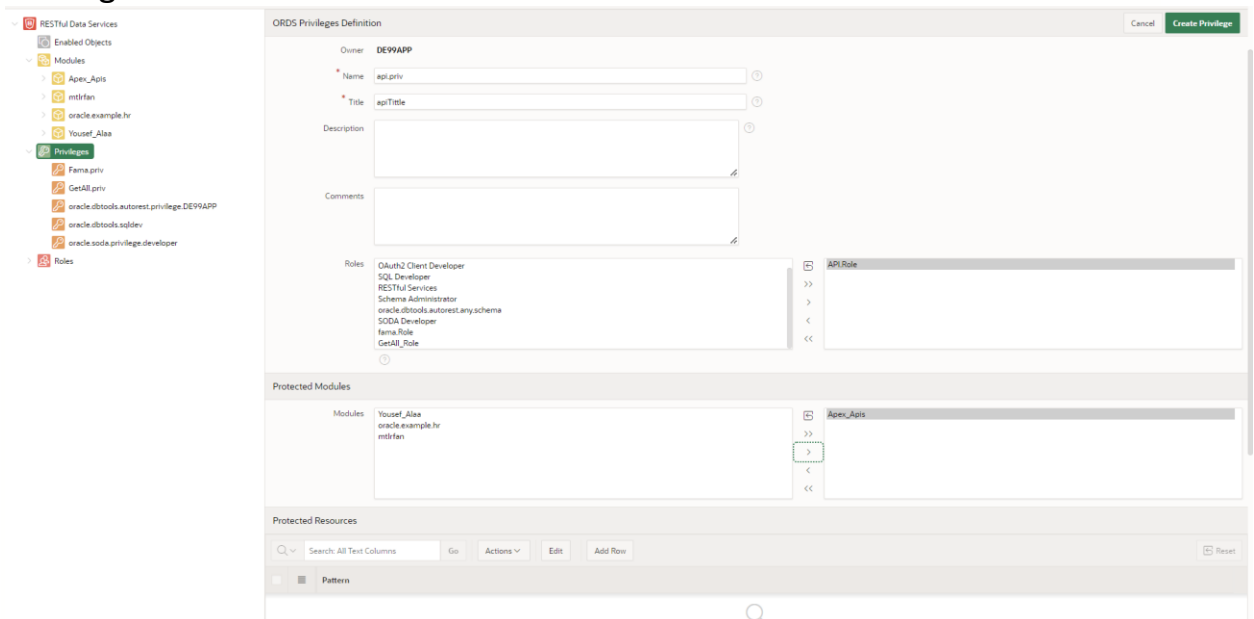 RESTful Data Services
Enabled Objects
Modules
Apex_Apis
mtIrfan
oracle.example.hr
Yousef_Alaa
Privileges
Fama.priv
GetAll.priv
oracle.dbtools.autorest.privilege.DE99APP
oracle.dbtools.sqldev
oracle.soda.privilege.developer
Roles
ORDS Privileges Definition
Cancel
Create Privilege
Owner DE99APP
* Name api.priv
* Title apiTittle
Description
Comments
Roles
OAuth2 Client Developer
SQL Developer
RESTful Services
Schema Administrator
oracle.dbtools.autorest.any.schema
SODA Developer
fama.Role
GetAll_Role
API.Role
Protected Modules
Modules
Yousef_Alaa
oracle.example.hr
mtIrfan
Apex_Apis
Protected Resources
Search: All Text Columns
Go
Actions
Edit
Add Row
Reset
Pattern